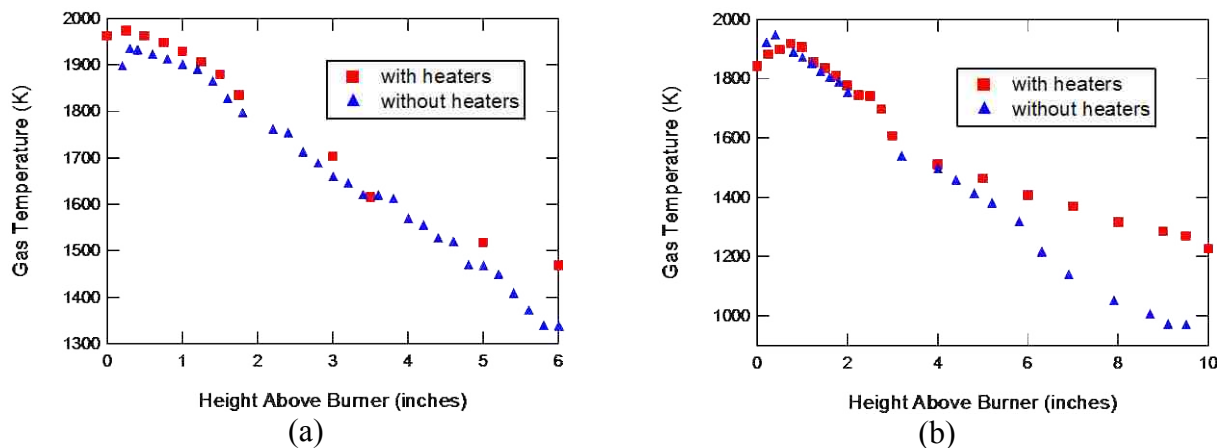 2000
1900
1800
1700
1600
1500
1400
1300
Gas Temperature (K)
with heaters
without heaters
0 1 2 3 4 5 6
Height Above Burner (inches)
(a)
2000
1800
1600
1400
1200
1000
Gas Temperature (K)
with heaters
without heaters
0 2 4 6 8 10
Height Above Burner (inches)
(b)